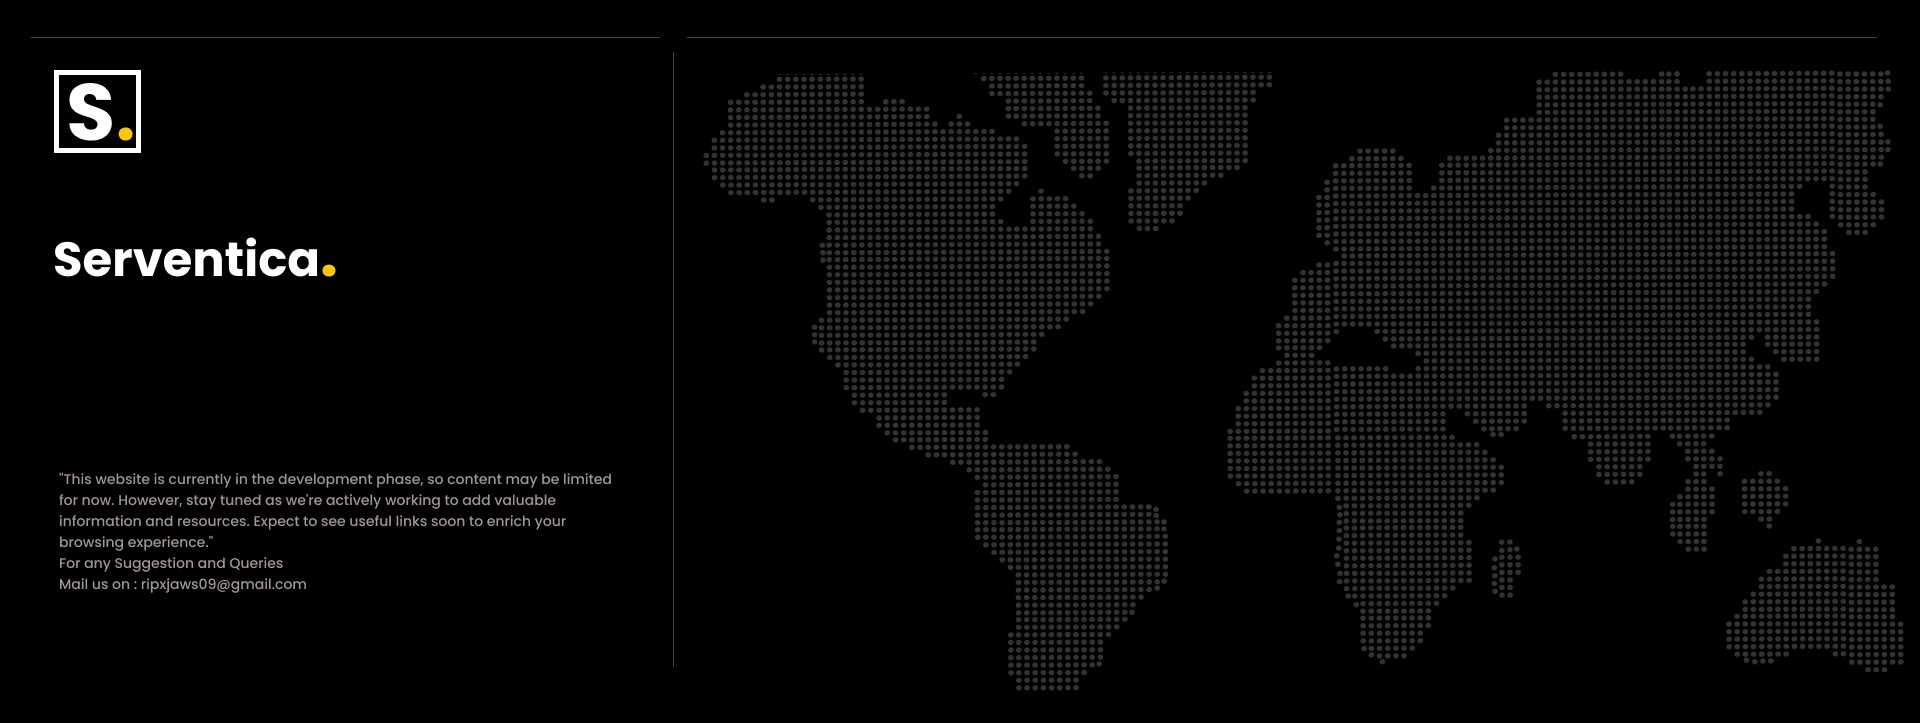 S.
Serventica.
"This website is currently in the development phase, so content may be limited
for now. However, stay tuned as we're actively working to add valuable
information and resources. Expect to see useful links soon to enrich your
browsing experience."
For any Suggestion and Queries
Mail us on : ripxjaws09@gmail.com